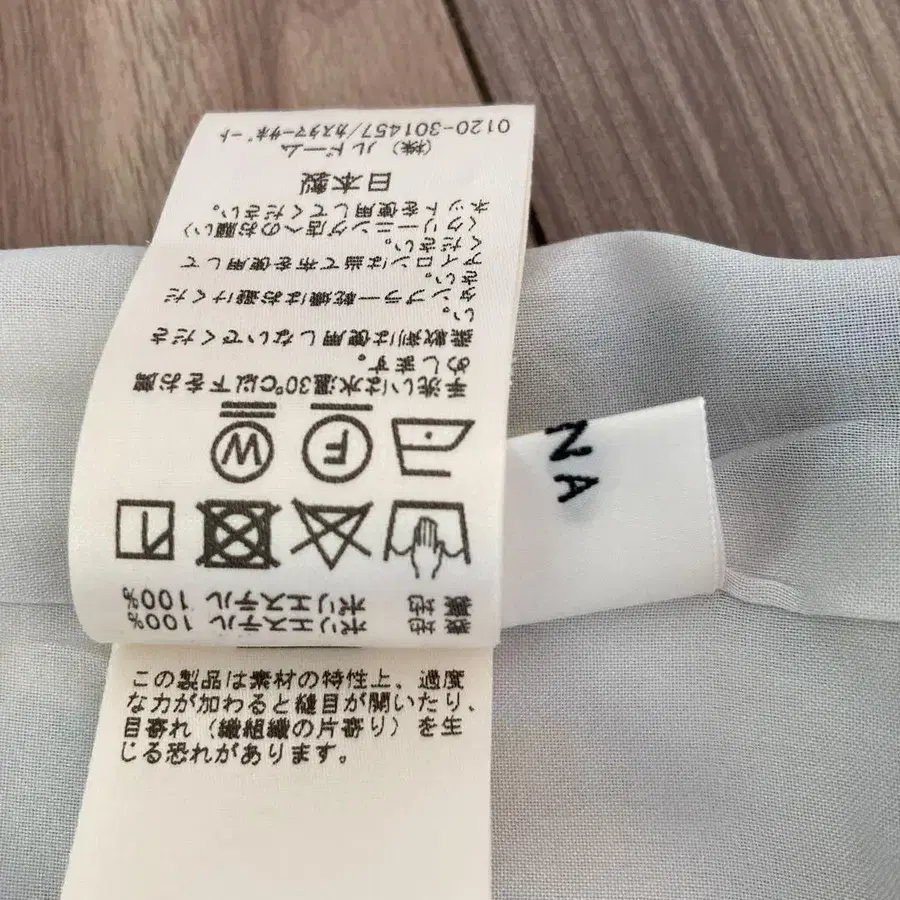 表地 ポリエステル 100%
裏地 ポリエステル 100%
F W
手洗いは水温30℃以下をお薦
めします。
柔軟剤は使用しないでくださ
い。
タンブラー乾燥はお避けくだ
さい。
アイロンは当て布を使用して
ください。
〈クリーニング店へのお願い〉
ネットを使用してください。
日本製
(株)ルドーム
0120-301457/カスタマーサポート
NA
この製品は素材の特性上、過度
な力が加わると縫目が開いたり、
目寄れ（繊組織の片寄り）を生
じる恐れがあります。